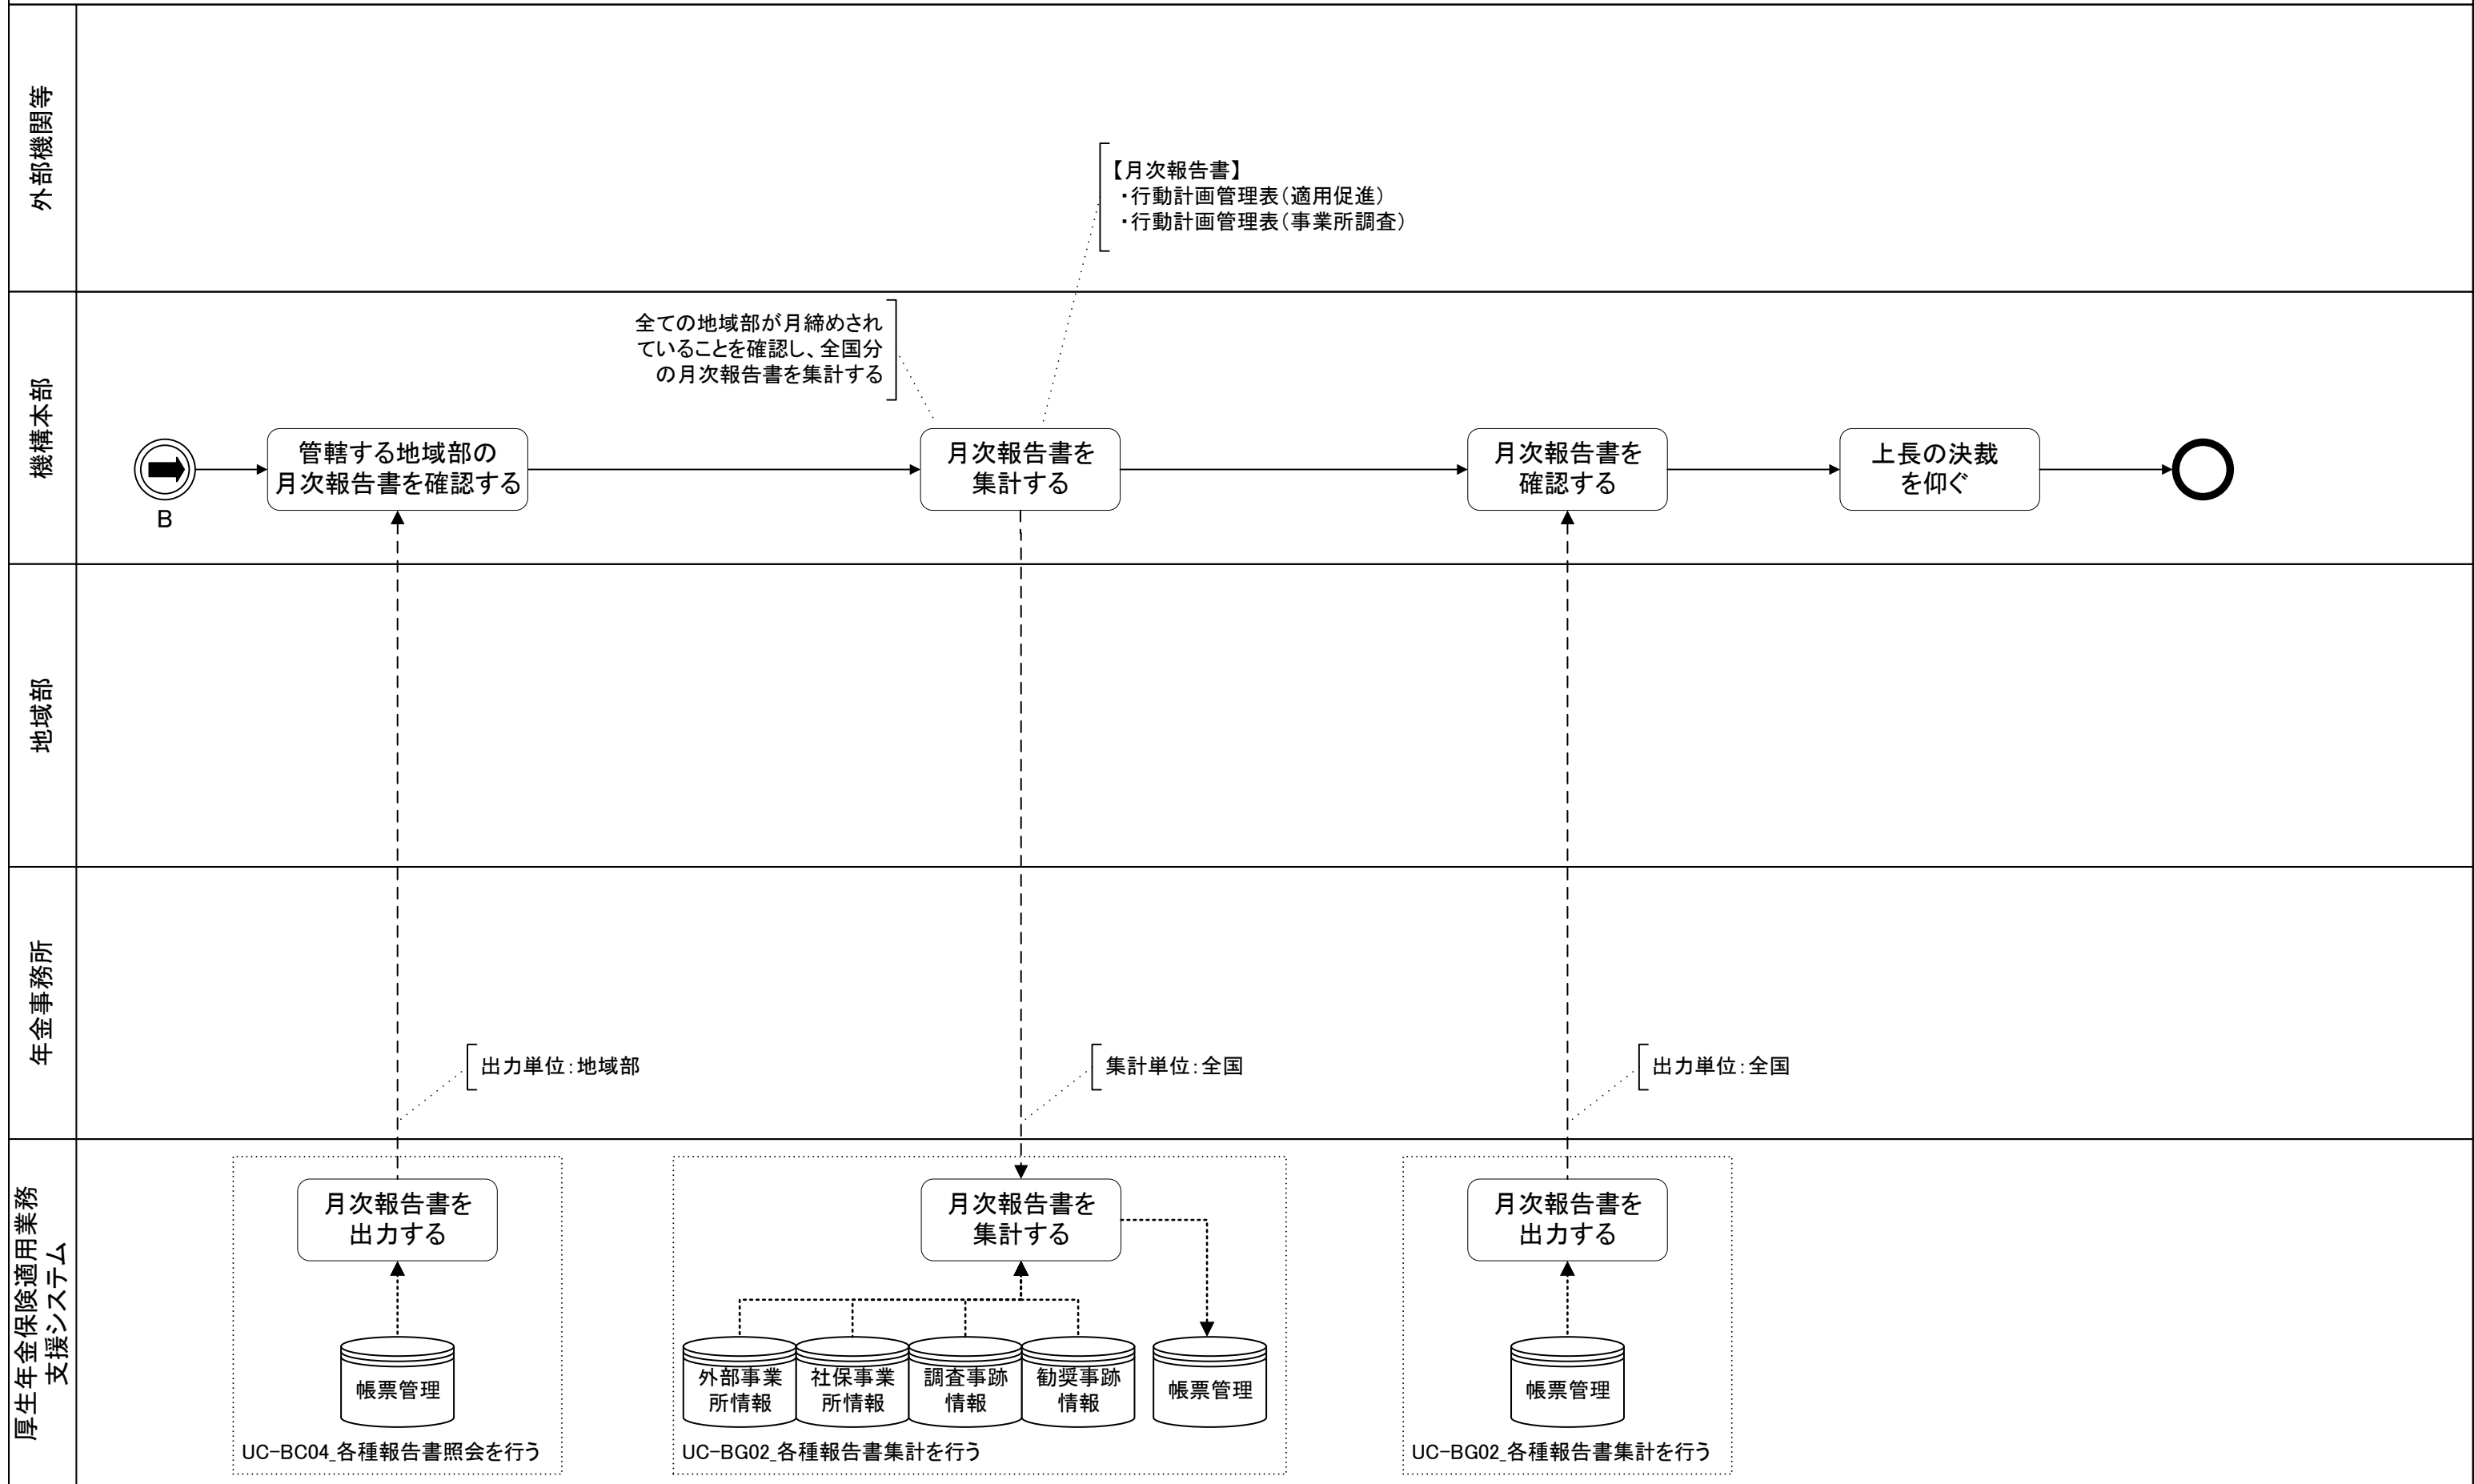 外部機関等
【月次報告書】
・行動計画管理表（適用促進）
・行動計画管理表（事業所調査）
機構本部
全ての地域部が月締めされ
ていることを確認し、全国分
の月次報告書を集計する
B
管轄する地域部の
月次報告書を確認する
月次報告書を
集計する
月次報告書を
確認する
上長の決裁
を仰ぐ
地域部
年金事務所
出力単位：地域部
集計単位：全国
出力単位：全国
厚生年金保険適用業務
支援システム
月次報告書を
出力する
帳票管理
UC-BC04_各種報告書照会を行う
月次報告書を
集計する
外部事業
所情報
社保事業
所情報
調査事跡
情報
勧奨事跡
情報
帳票管理
UC-BG02_各種報告書集計を行う
月次報告書を
出力する
帳票管理
UC-BG02_各種報告書集計を行う